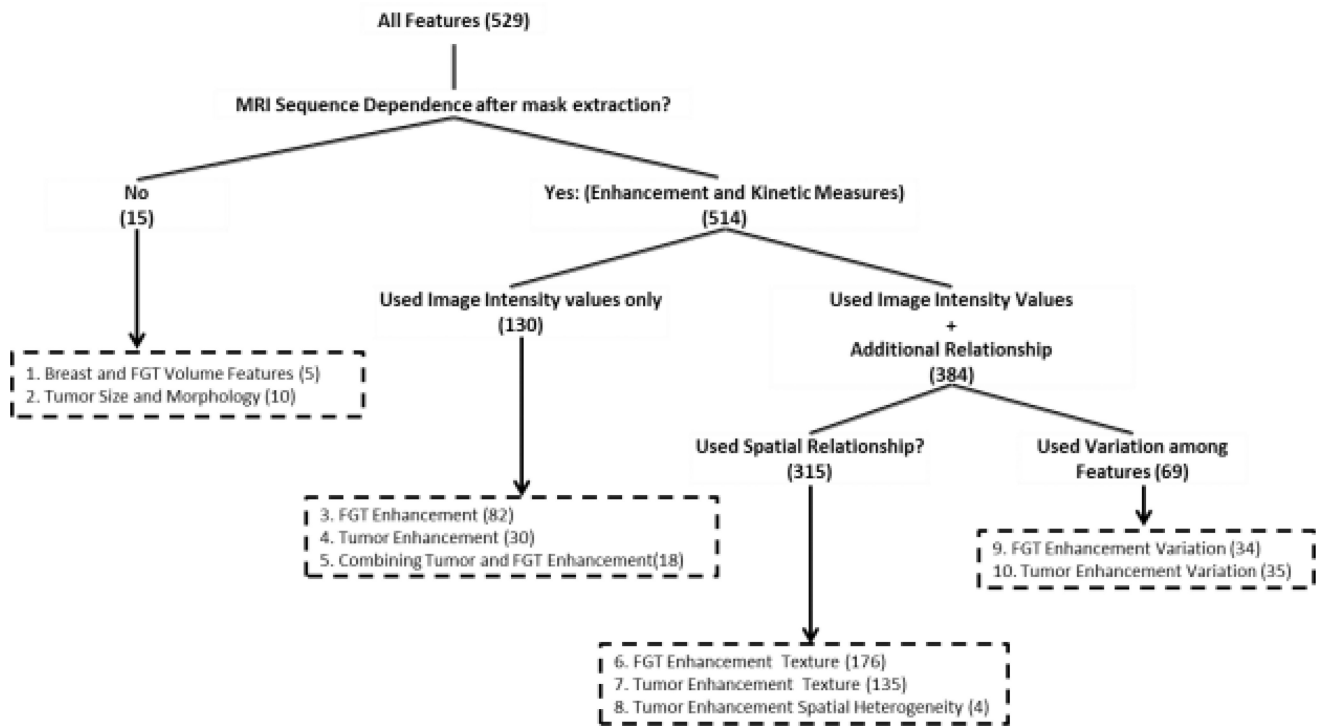 All Features (529)
MRI Sequence Dependence after mask extraction?
No
(15)
Yes: (Enhancement and Kinetic Measures)
(514)
Used Image Intensity values only
(130)
Used Image Intensity Values
+
Additional Relationship
(384)
1. Breast and FGT Volume Features (5)
2. Tumor Size and Morphology (10)
Used Spatial Relationship?
(315)
Used Variation among
Features (69)
3. FGT Enhancement (82)
4. Tumor Enhancement (30)
5. Combining Tumor and FGT Enhancement(18)
9. FGT Enhancement Variation (34)
10. Tumor Enhancement Variation (35)
6. FGT Enhancement Texture (176)
7. Tumor Enhancement Texture (135)
8. Tumor Enhancement Spatial Heterogeneity (4)